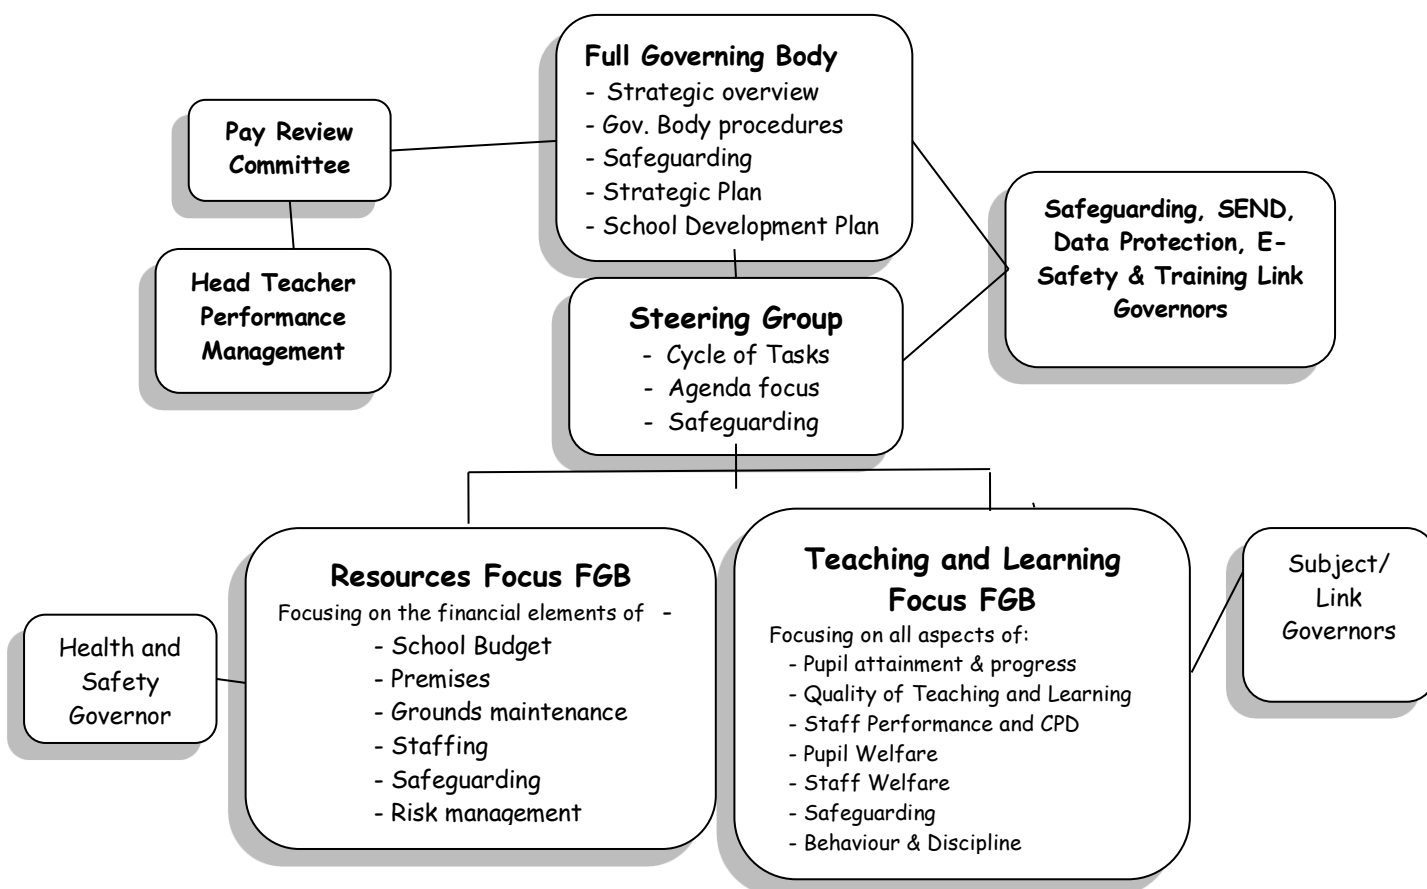 Full Governing Body
- Strategic overview
- Gov. Body procedures
- Safeguarding
- Strategic Plan
- School Development Plan
Pay Review
Committee
Head Teacher
Performance
Management
Safeguarding, SEND,
Data Protection, E-
Safety & Training Link
Governors
Steering Group
- Cycle of Tasks
- Agenda focus
- Safeguarding
Resources Focus FGB
Focusing on the financial elements of -
- School Budget
- Premises
- Grounds maintenance
- Staffing
- Safeguarding
- Risk management
Health and
Safety
Governor
Teaching and Learning
Focus FGB
Focusing on all aspects of:
- Pupil attainment & progress
- Quality of Teaching and Learning
- Staff Performance and CPD
- Pupil Welfare
- Staff Welfare
- Safeguarding
- Behaviour & Discipline
Subject/
Link
Governors